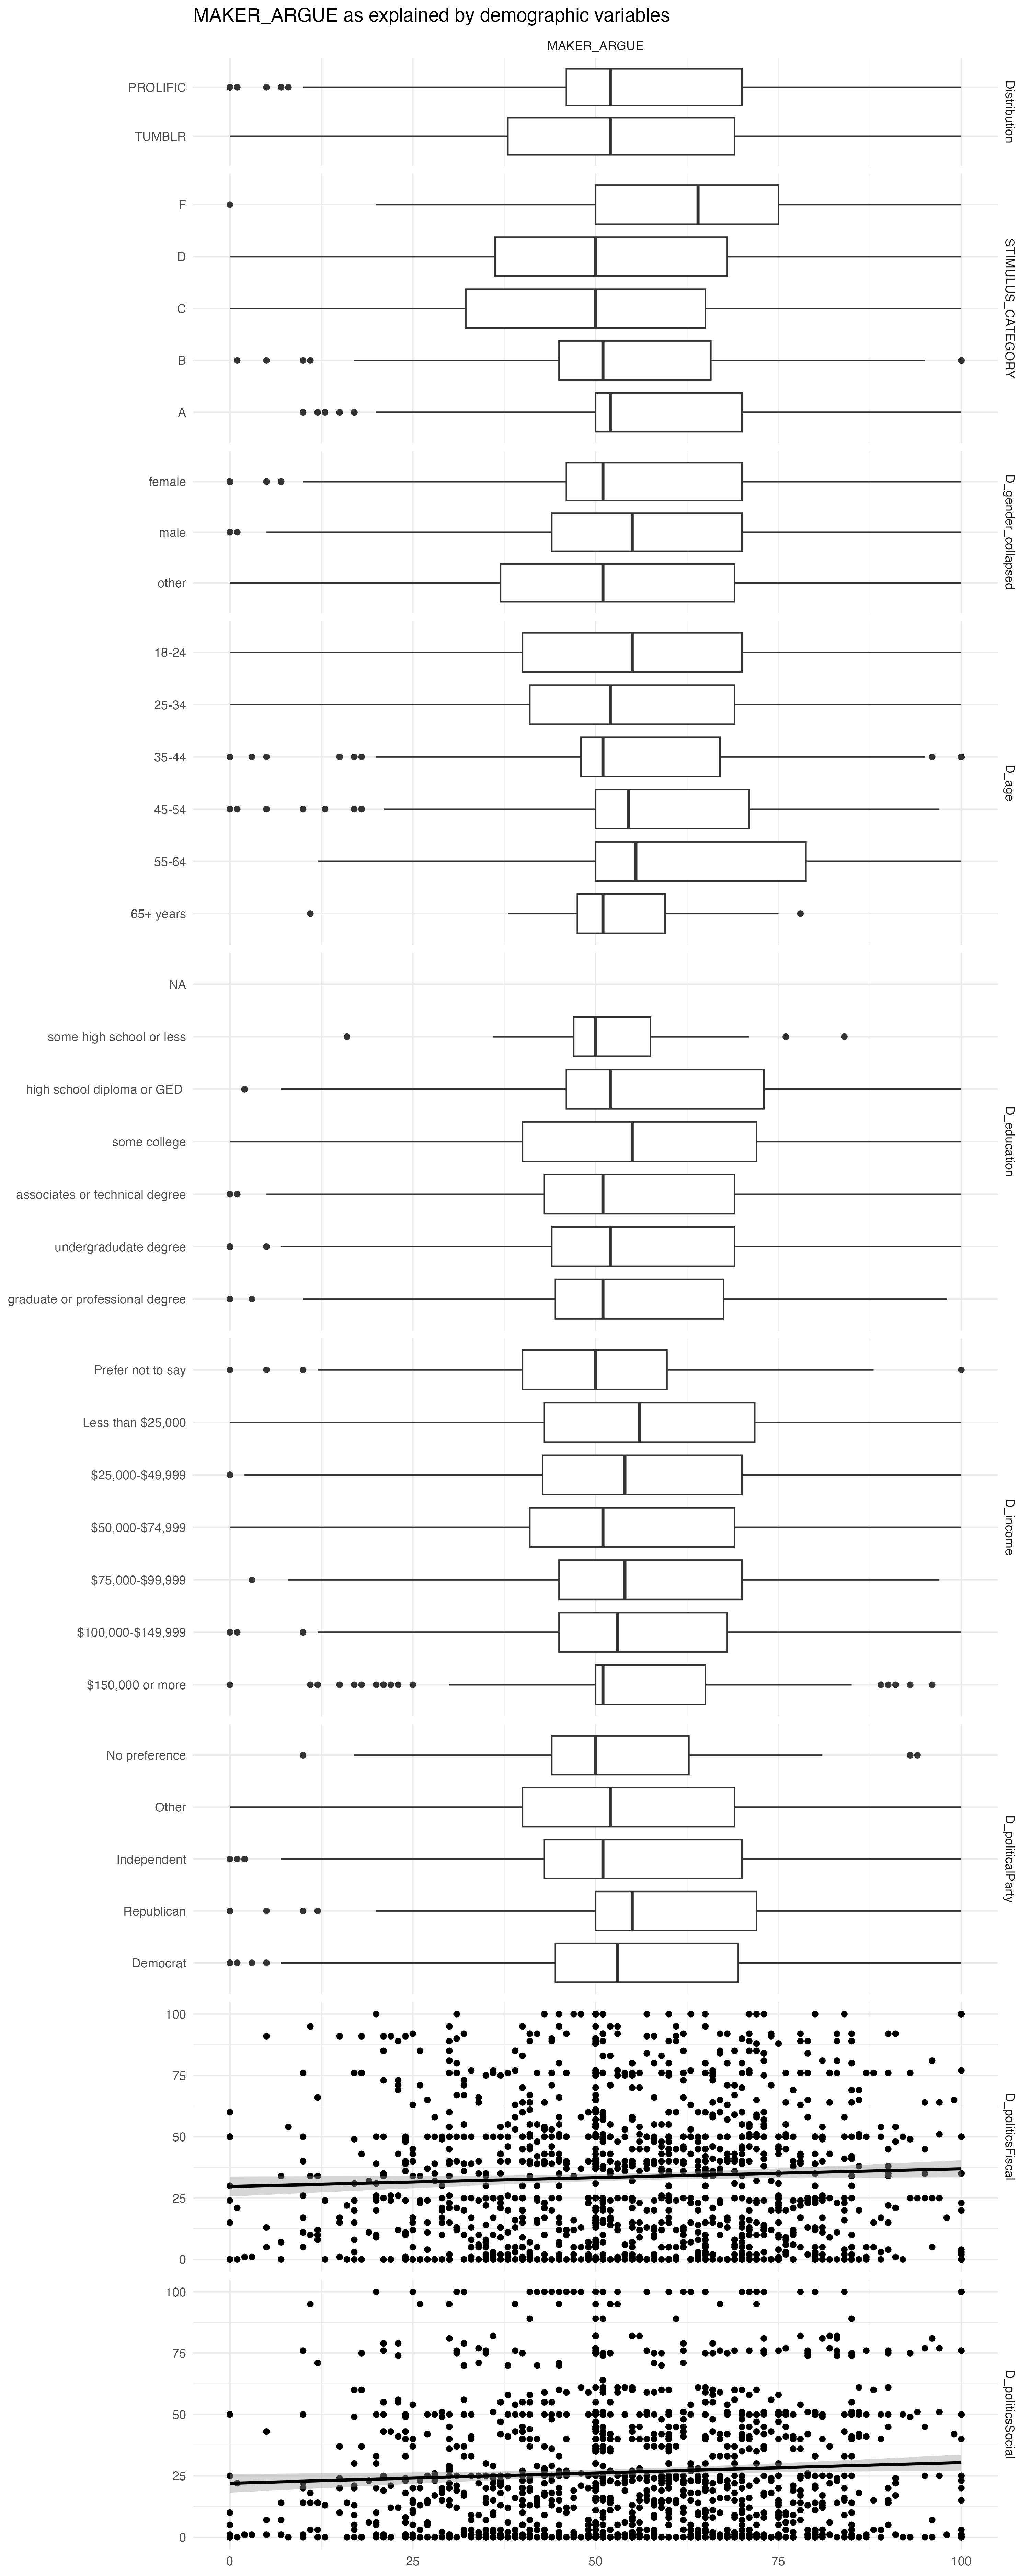 MAKER_ARGUE as explained by demographic variables
MAKER_ARGUE
PROLIFIC
TUMBLR
Distribution
F
D
C
B
A
STIMULUS_CATEGORY
female
male
other
D_gender_collapsed
18-24
25-34
35-44
45-54
55-64
65+ years
D_age
NA
some high school or less
high school diploma or GED
some college
associates or technical degree
undergradudate degree
graduate or professional degree
D_education
Prefer not to say
Less than $25,000
$25,000-$49,999
$50,000-$74,999
$75,000-$99,999
$100,000-$149,999
$150,000 or more
D_income
No preference
Other
Independent
Republican
Democrat
D_politicalParty
100
75
50
25
0
D_politicsFiscal
100
75
50
25
0
D_politicsSocial
0 25 50 75 100